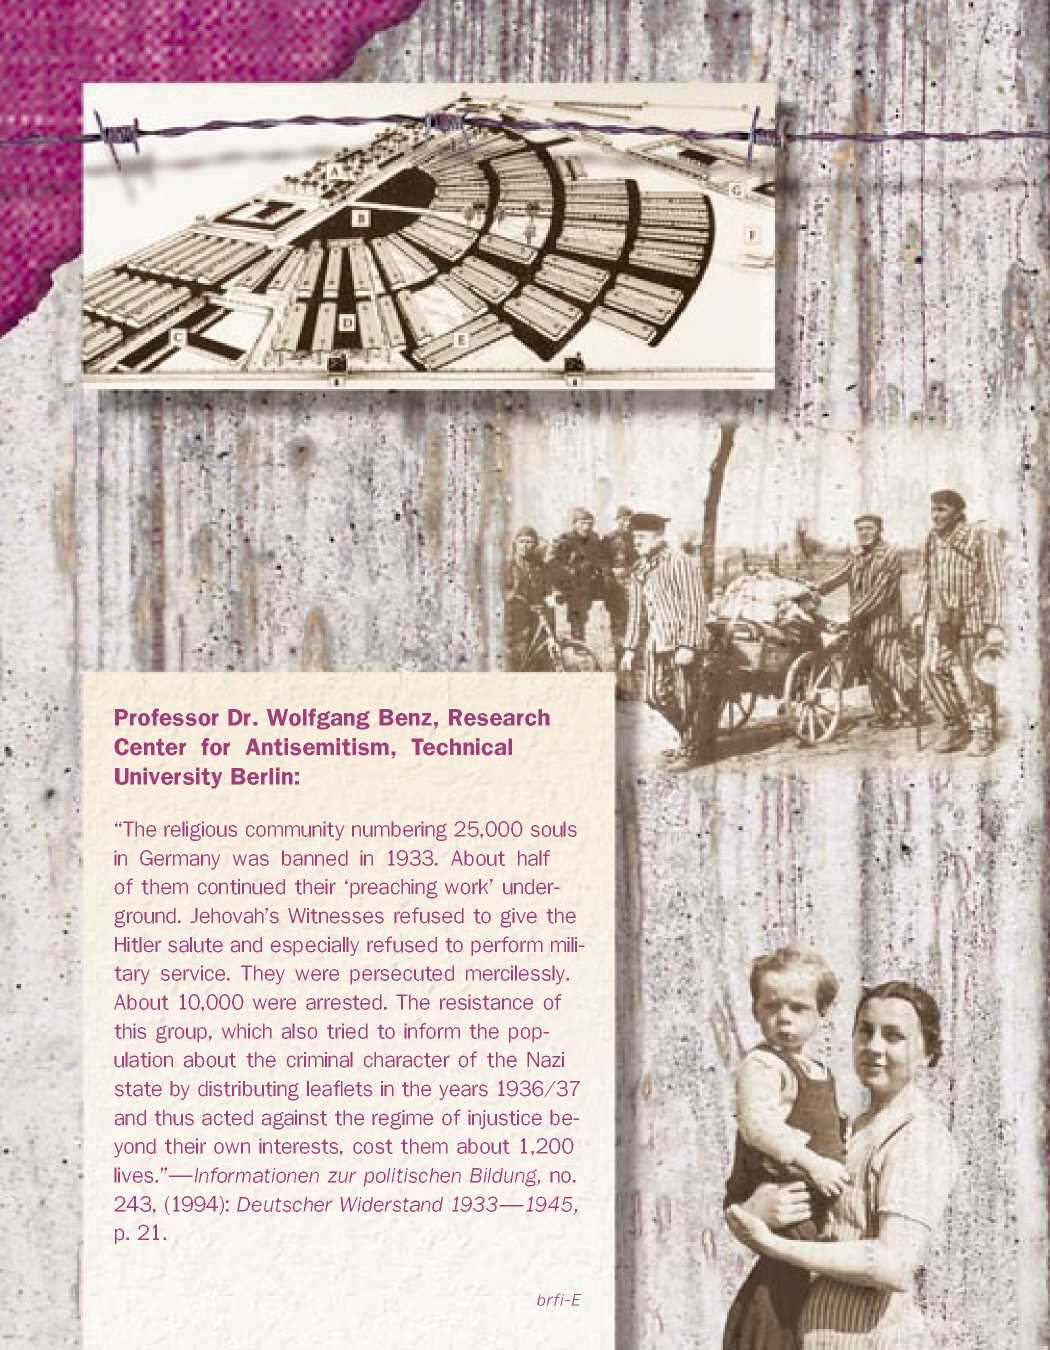 A
B
G
F
C
D
E
Professor Dr. Wolfgang Benz, Research
Center for Antisemitism, Technical
University Berlin:
“The religious community numbering 25,000 souls
in Germany was banned in 1933. About half
of them continued their ‘preaching work’ under-
ground. Jehovah’s Witnesses refused to give the
Hitler salute and especially refused to perform mili-
tary service. They were persecuted mercilessly.
About 10,000 were arrested. The resistance of
this group, which also tried to inform the pop-
ulation about the criminal character of the Nazi
state by distributing leaflets in the years 1936/37
and thus acted against the regime of injustice be-
yond their own interests, cost them about 1,200
lives.”—Informationen zur politischen Bildung, no.
243, (1994): Deutscher Widerstand 1933—1945,
p. 21.
brfi-E